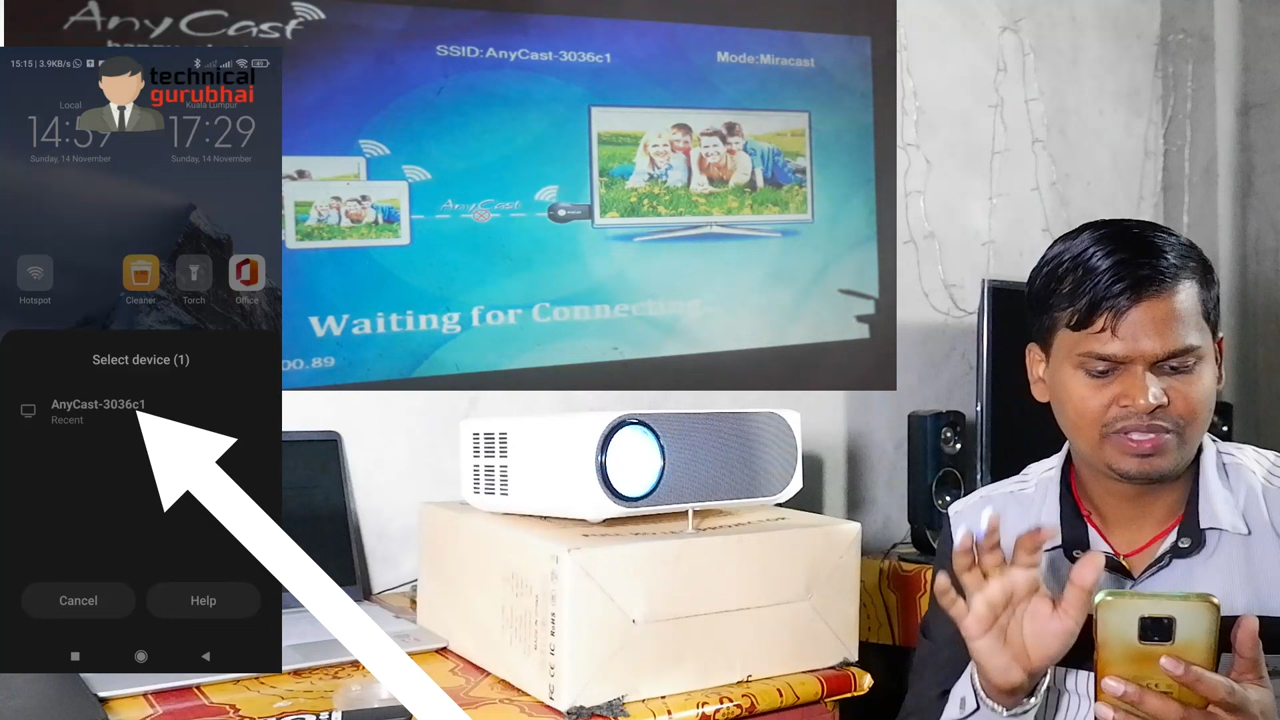 AnyCast
SSID:AnyCast-3036c1
Mode:Miracast
15:15 | 3.9KB/s
technical
gurubhai
Local
Kuala Lumpur
14:59
17:29
Sunday, 14 November
Sunday, 14 November
AnyCast
Hotspot
Cleaner
Torch
Office
Waiting for Connecting..
00.89
Select device (1)
AnyCast-3036c1
Recent
Cancel
Help